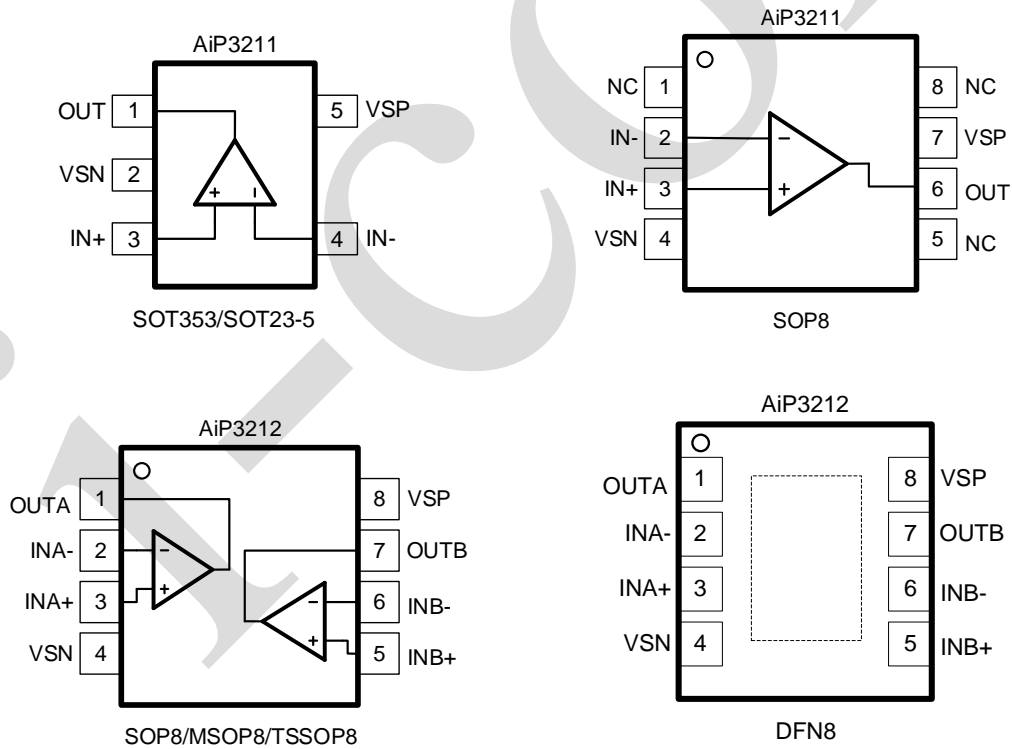 AiP3211
OUT 1 5 VSP
VSN 2
IN+ 3 4 IN-
+ -
SOT353/SOT23-5
AiP3211
NC 1 8 NC
IN- 2 - 7 VSP
IN+ 3 + 6 OUT
VSN 4 5 NC
SOP8
AiP3212
OUTA 1 8 VSP
INA- 2 - 7 OUTB
INA+ 3 + - 6 INB-
VSN 4 + 5 INB+
SOP8/MSOP8/TSSOP8
AiP3212
OUTA 1 8 VSP
INA- 2 7 OUTB
INA+ 3 6 INB-
VSN 4 5 INB+
DFN8